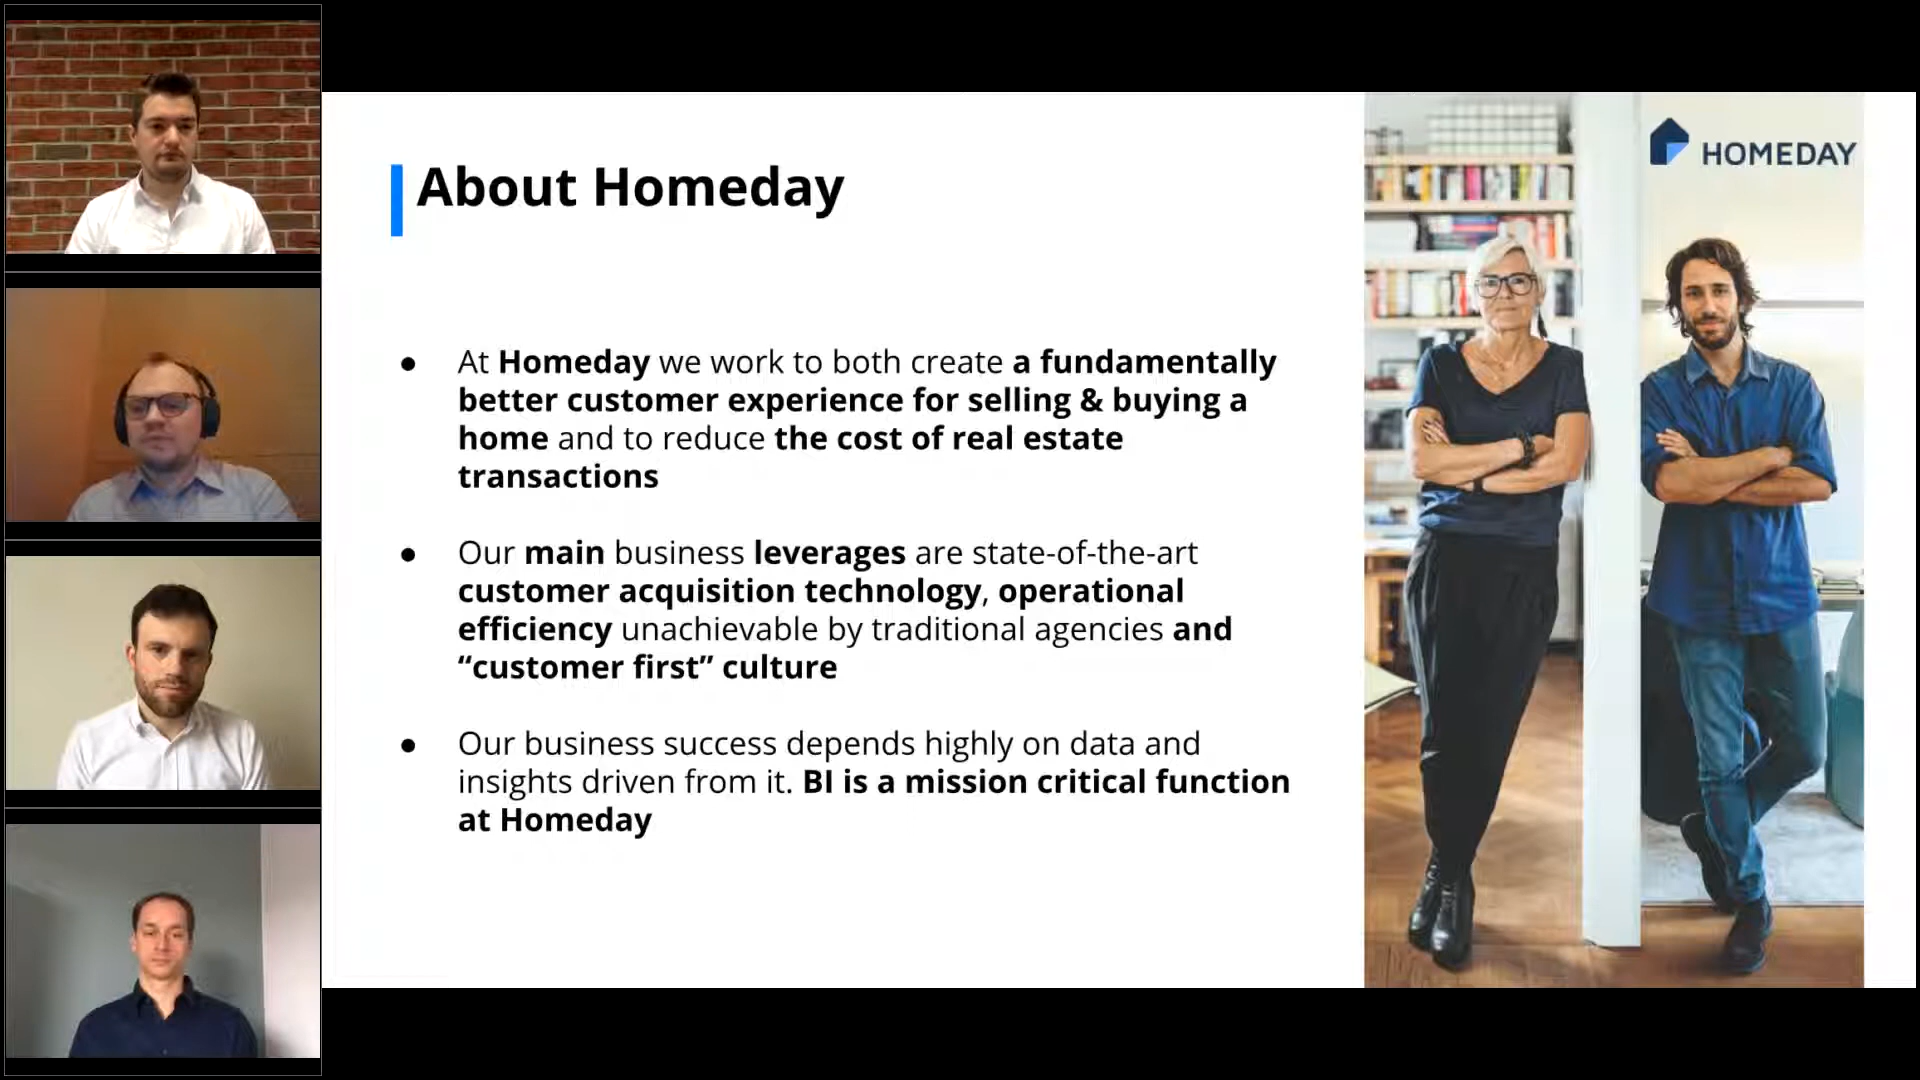 HOMEDAY
About Homeday
● At Homeday we work to both create a fundamentally
better customer experience for selling & buying a
home and to reduce the cost of real estate
transactions
● Our main business leverages are state-of-the-art
customer acquisition technology, operational
efficiency unachievable by traditional agencies and
“customer first” culture
● Our business success depends highly on data and
insights driven from it. BI is a mission critical function
at Homeday